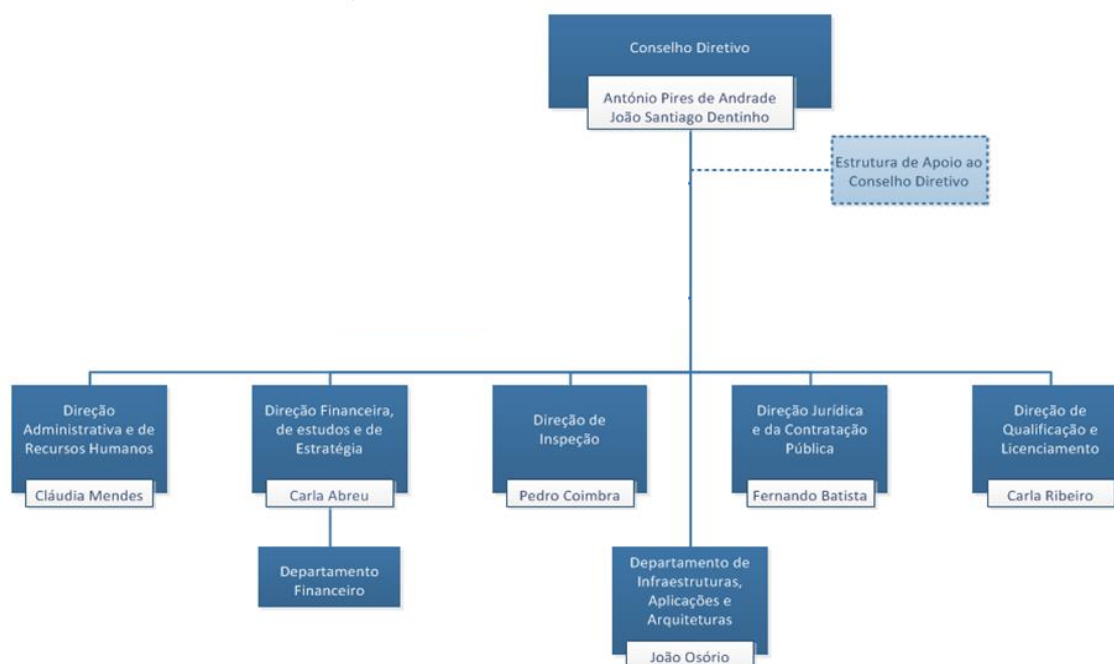 Conselho Diretivo
António Pires de Andrade
João Santiago Dentinho
Estrutura de Apoio ao
Conselho Diretivo
Direção
Administrativa e de
Recursos Humanos
Cláudia Mendes
Direção Financeira,
de estudos e de
Estratégia
Carla Abreu
Direção de
Inspeção
Pedro Coimbra
Direção Jurídica
e da Contratação
Pública
Fernando Batista
Direção de
Qualificação e
Licenciamento
Carla Ribeiro
Departamento
Financeiro
Departamento de
Infraestruturas,
Aplicações e
Arquiteturas
João Osório